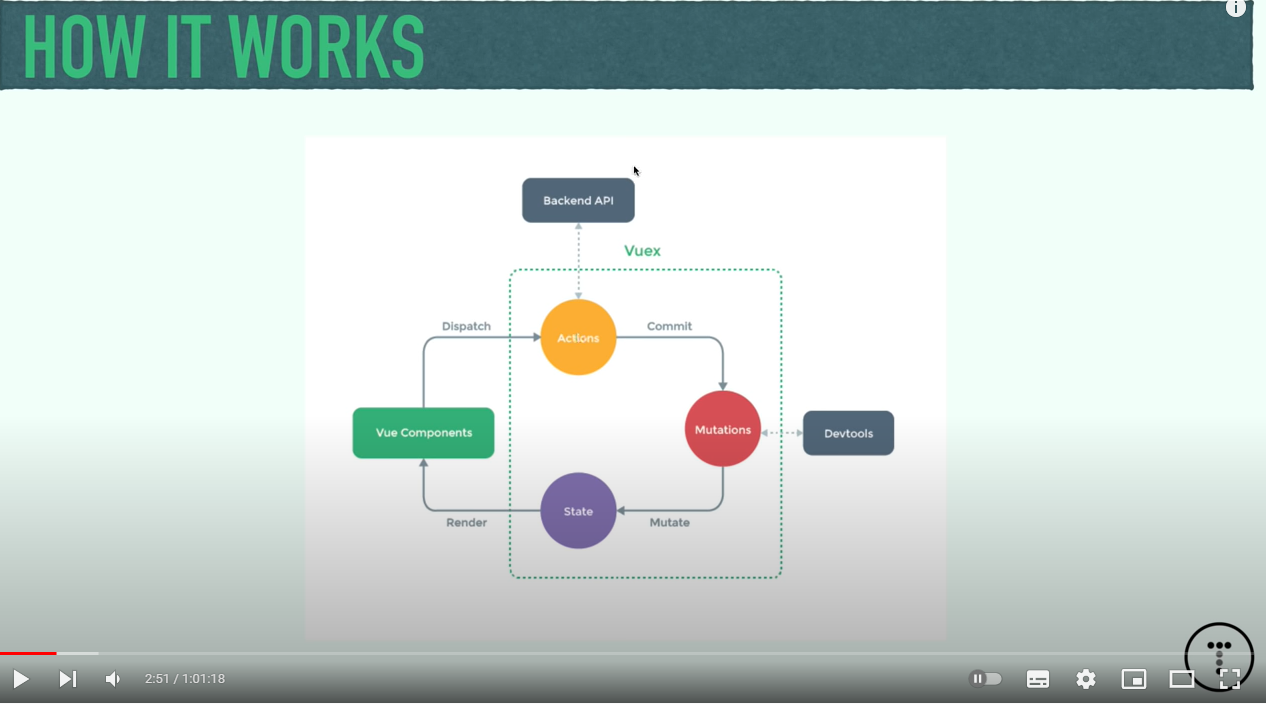 HOW IT WORKS
Backend API
Vuex
Dispatch
Actions
Commit
Vue Components
Mutations
Devtools
State
Render
Mutate
2:51 / 1:01:18